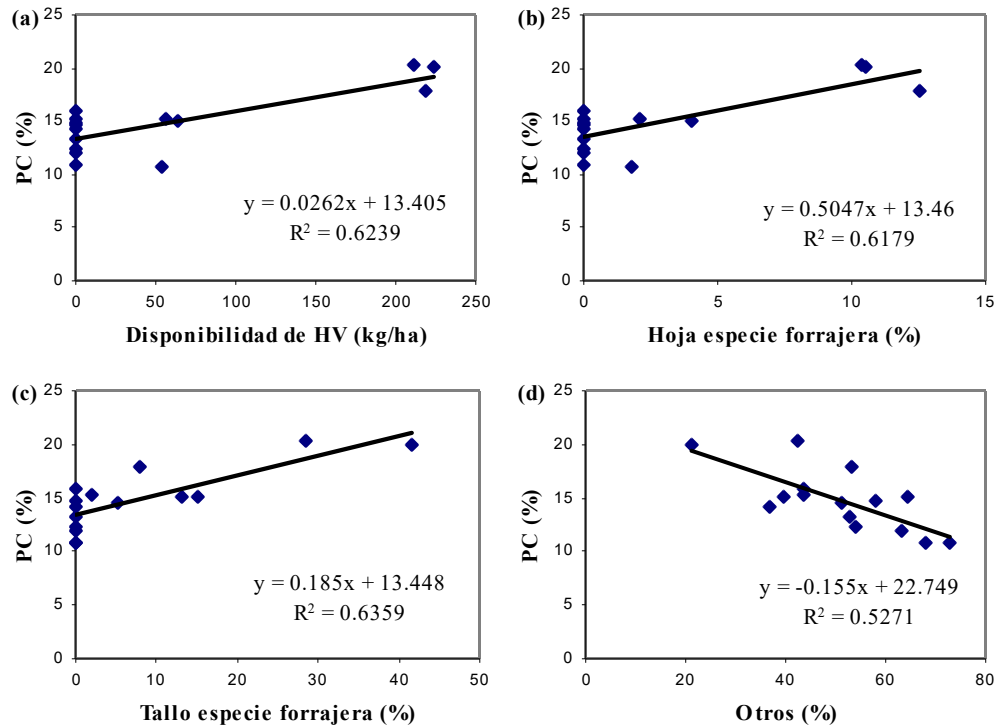 (a)
25
20
15
10
5
0
PC (%)
y = 0.0262x + 13.405
R² = 0.6239
0 50 100 150 200 250
Disponibilidad de HV (kg/ha)
(b)
25
20
15
10
5
0
PC (%)
y = 0.5047x + 13.46
R² = 0.6179
0 5 10 15
Hoja especie forrajera (%)
(c)
25
20
15
10
5
0
PC (%)
y = 0.185x + 13.448
R² = 0.6359
0 10 20 30 40 50
Tallo especie forrajera (%)
(d)
25
20
15
10
5
0
PC (%)
y = -0.155x + 22.749
R² = 0.5271
0 20 40 60 80
Otros (%)